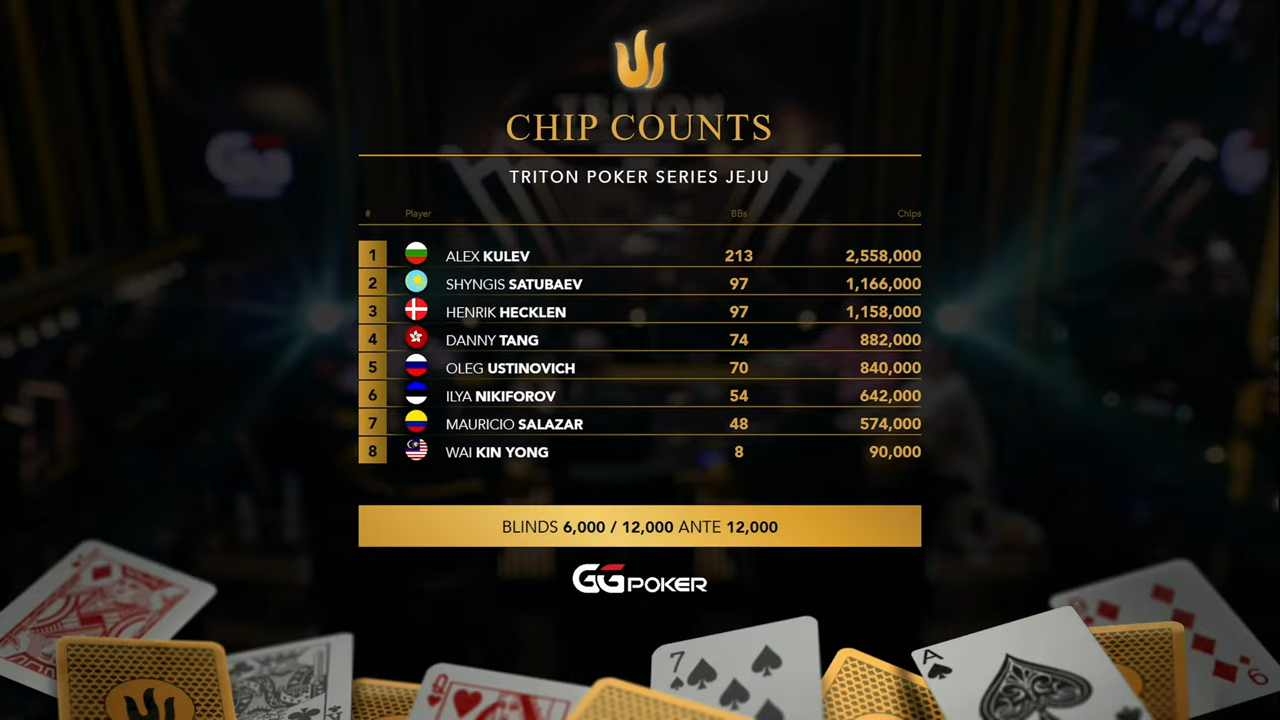 TRITON
CHIP COUNTS
TRITON POKER SERIES JEJU
# Player BBs Chips
1 ALEX KULEV 213 2,558,000
2 SHYNGIS SATUBAEV 97 1,166,000
3 HENRIK HECKLEN 97 1,158,000
4 DANNY TANG 74 882,000
5 OLEG USTINOVICH 70 840,000
6 ILYA NIKIFOROV 54 642,000
7 MAURICIO SALAZAR 48 574,000
8 WAI KIN YONG 8 90,000
BLINDS 6,000 / 12,000 ANTE 12,000
GGPOKER
7
A
9